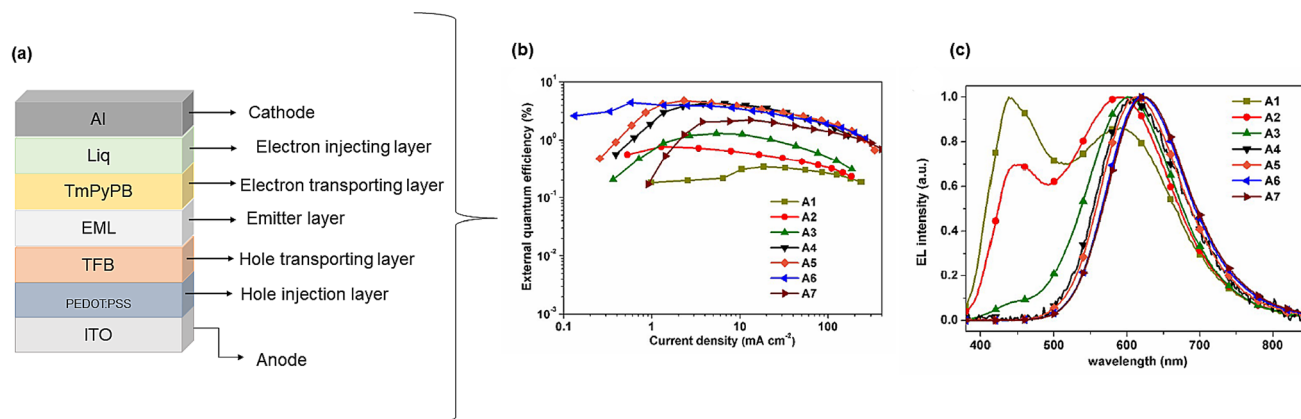 (a)
Al
Liq
TmPyPB
EML
TFB
PEDOT:PSS
ITO
Cathode
Electron injecting layer
Electron transporting layer
Emitter layer
Hole transporting layer
Hole injection layer
Anode
(b)
External quantum efficiency (%)
10¹
10⁰
10⁻¹
10⁻²
10⁻³
0.1
1
10
100
Current density (mA cm⁻²)
A1
A2
A3
A4
A5
A6
A7
(c)
EL intensity (a.u.)
1.0
0.8
0.6
0.4
0.2
0.0
400
500
600
700
800
wavelength (nm)
A1
A2
A3
A4
A5
A6
A7